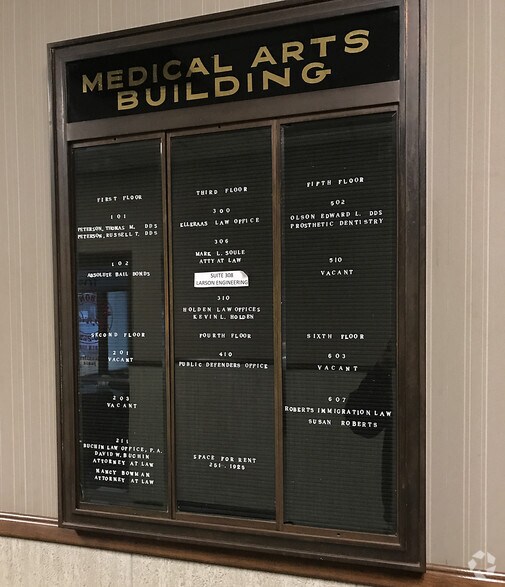 MEDICAL ARTS
BUILDING
FIRST FLOOR
101
PETERSON, THOMAS M. DDS
PETERSON, RUSSELL T. DDS
102
ABSOLUTE BAIL BONDS
SECOND FLOOR
201
VACANT
203
VACANT
211
BUCHIN LAW OFFICE, P.A.
DAVID W. BUCHIN
ATTORNEY AT LAW
NANCY BOWMAN
ATTORNEY AT LAW
THIRD FLOOR
300
ELLERAAS LAW OFFICE
306
MARK L. SOULE
ATTY AT LAW
SUITE 308
LARSON ENGINEERING
310
HOLDEN LAW OFFICES
KEVIN L. HOLDEN
FOURTH FLOOR
410
PUBLIC DEFENDERS OFFICE
SPACE FOR RENT
251-1028
FIFTH FLOOR
502
OLSON EDWARD L. DDS
PROSTHETIC DENTISTRY
510
VACANT
SIXTH FLOOR
603
VACANT
607
ROBERTS IMMIGRATION LAW
SUSAN ROBERTS